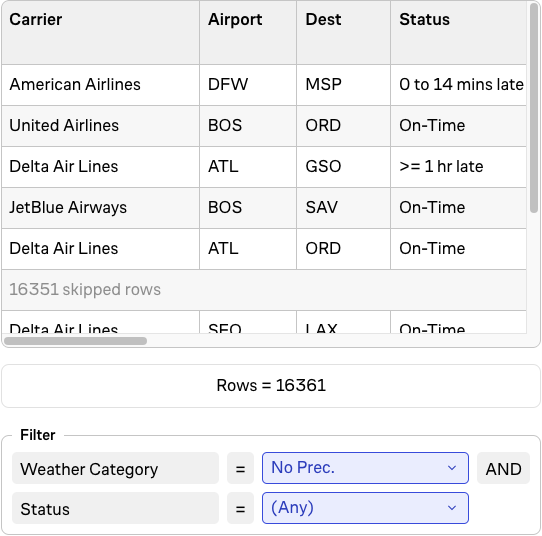 Carrier Airport Dest Status
American Airlines DFW MSP 0 to 14 mins late
United Airlines BOS ORD On-Time
Delta Air Lines ATL GSO >= 1 hr late
JetBlue Airways BOS SAV On-Time
Delta Air Lines ATL ORD On-Time
16351 skipped rows
Delta Air Lines SFO LAX On-Time
Rows = 16361
Filter
Weather Category = No Prec. AND
Status = (Any)